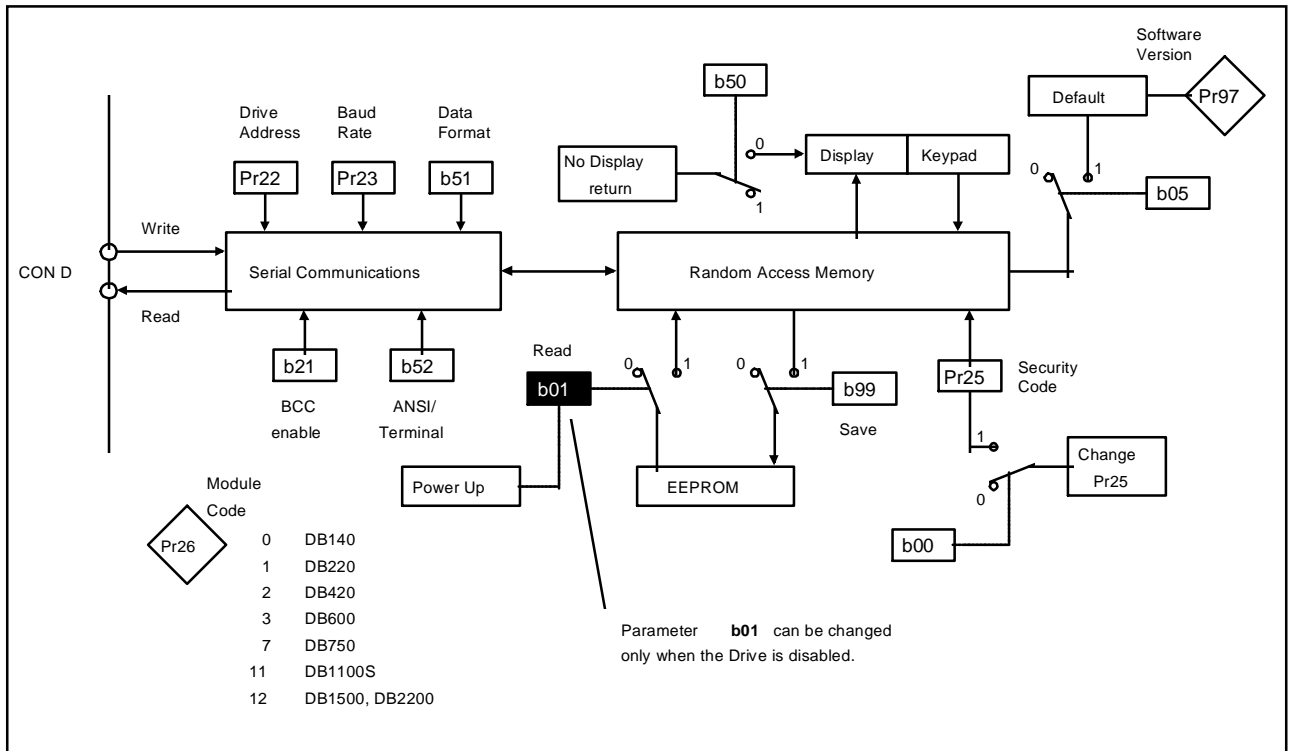 Software
Version
b50
Pr97
Default
Drive
Address
Baud
Rate
Data
Format
0
No Display
return
Display
Keypad
Pr22
Pr23
b51
1
0
1
b05
Write
CON D
Serial Communications
Random Access Memory
Read
Read
0
1
0
1
b21
b52
b01
b99
Pr25
Security
Code
BCC
enable
ANSI/
Terminal
Save
1
Change
Pr25
Power Up
EEPROM
0
b00
Module
Code
Pr26
0 DB140
1 DB220
2 DB420
3 DB600
7 DB750
11 DB1100S
12 DB1500, DB2200
Parameter b01 can be changed
only when the Drive is disabled.